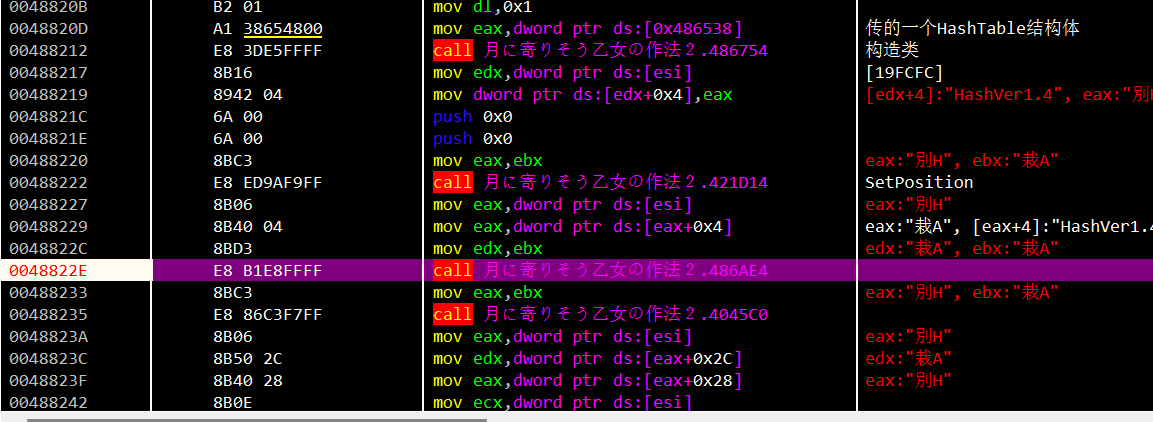 0048820B B2 01 mov dl,0x1
0048820D A1 38654800 mov eax,dword ptr ds:[0x486538] 传的一个HashTable结构体
00488212 E8 3DE5FFFF call 月に寄りそう乙女の作法２.486754 构造类
00488217 8B16 mov edx,dword ptr ds:[esi] [19FCFC]
00488219 8942 04 mov dword ptr ds:[edx+0x4],eax [edx+4]:"HashVer1.4", eax:"別
0048821C 6A 00 push 0x0
0048821E 6A 00 push 0x0
00488220 8BC3 mov eax,ebx eax:"別H", ebx:"栽A"
00488222 E8 ED9AF9FF call 月に寄りそう乙女の作法２.421D14 SetPosition
00488227 8B06 mov eax,dword ptr ds:[esi] eax:"別H"
00488229 8B40 04 mov eax,dword ptr ds:[eax+0x4] eax:"栽A", [eax+4]:"HashVer1.4
0048822C 8BD3 mov edx,ebx edx:"栽A", ebx:"栽A"
0048822E E8 B1E8FFFF call 月に寄りそう乙女の作法２.486AE4
00488233 8BC3 mov eax,ebx eax:"別H", ebx:"栽A"
00488235 E8 86C3F7FF call 月に寄りそう乙女の作法２.4045C0
0048823A 8B06 mov eax,dword ptr ds:[esi] eax:"別H"
0048823C 8B50 2C mov edx,dword ptr ds:[eax+0x2C] edx:"栽A"
0048823F 8B40 28 mov eax,dword ptr ds:[eax+0x28] eax:"別H"
00488242 8B0E mov ecx,dword ptr ds:[esi]